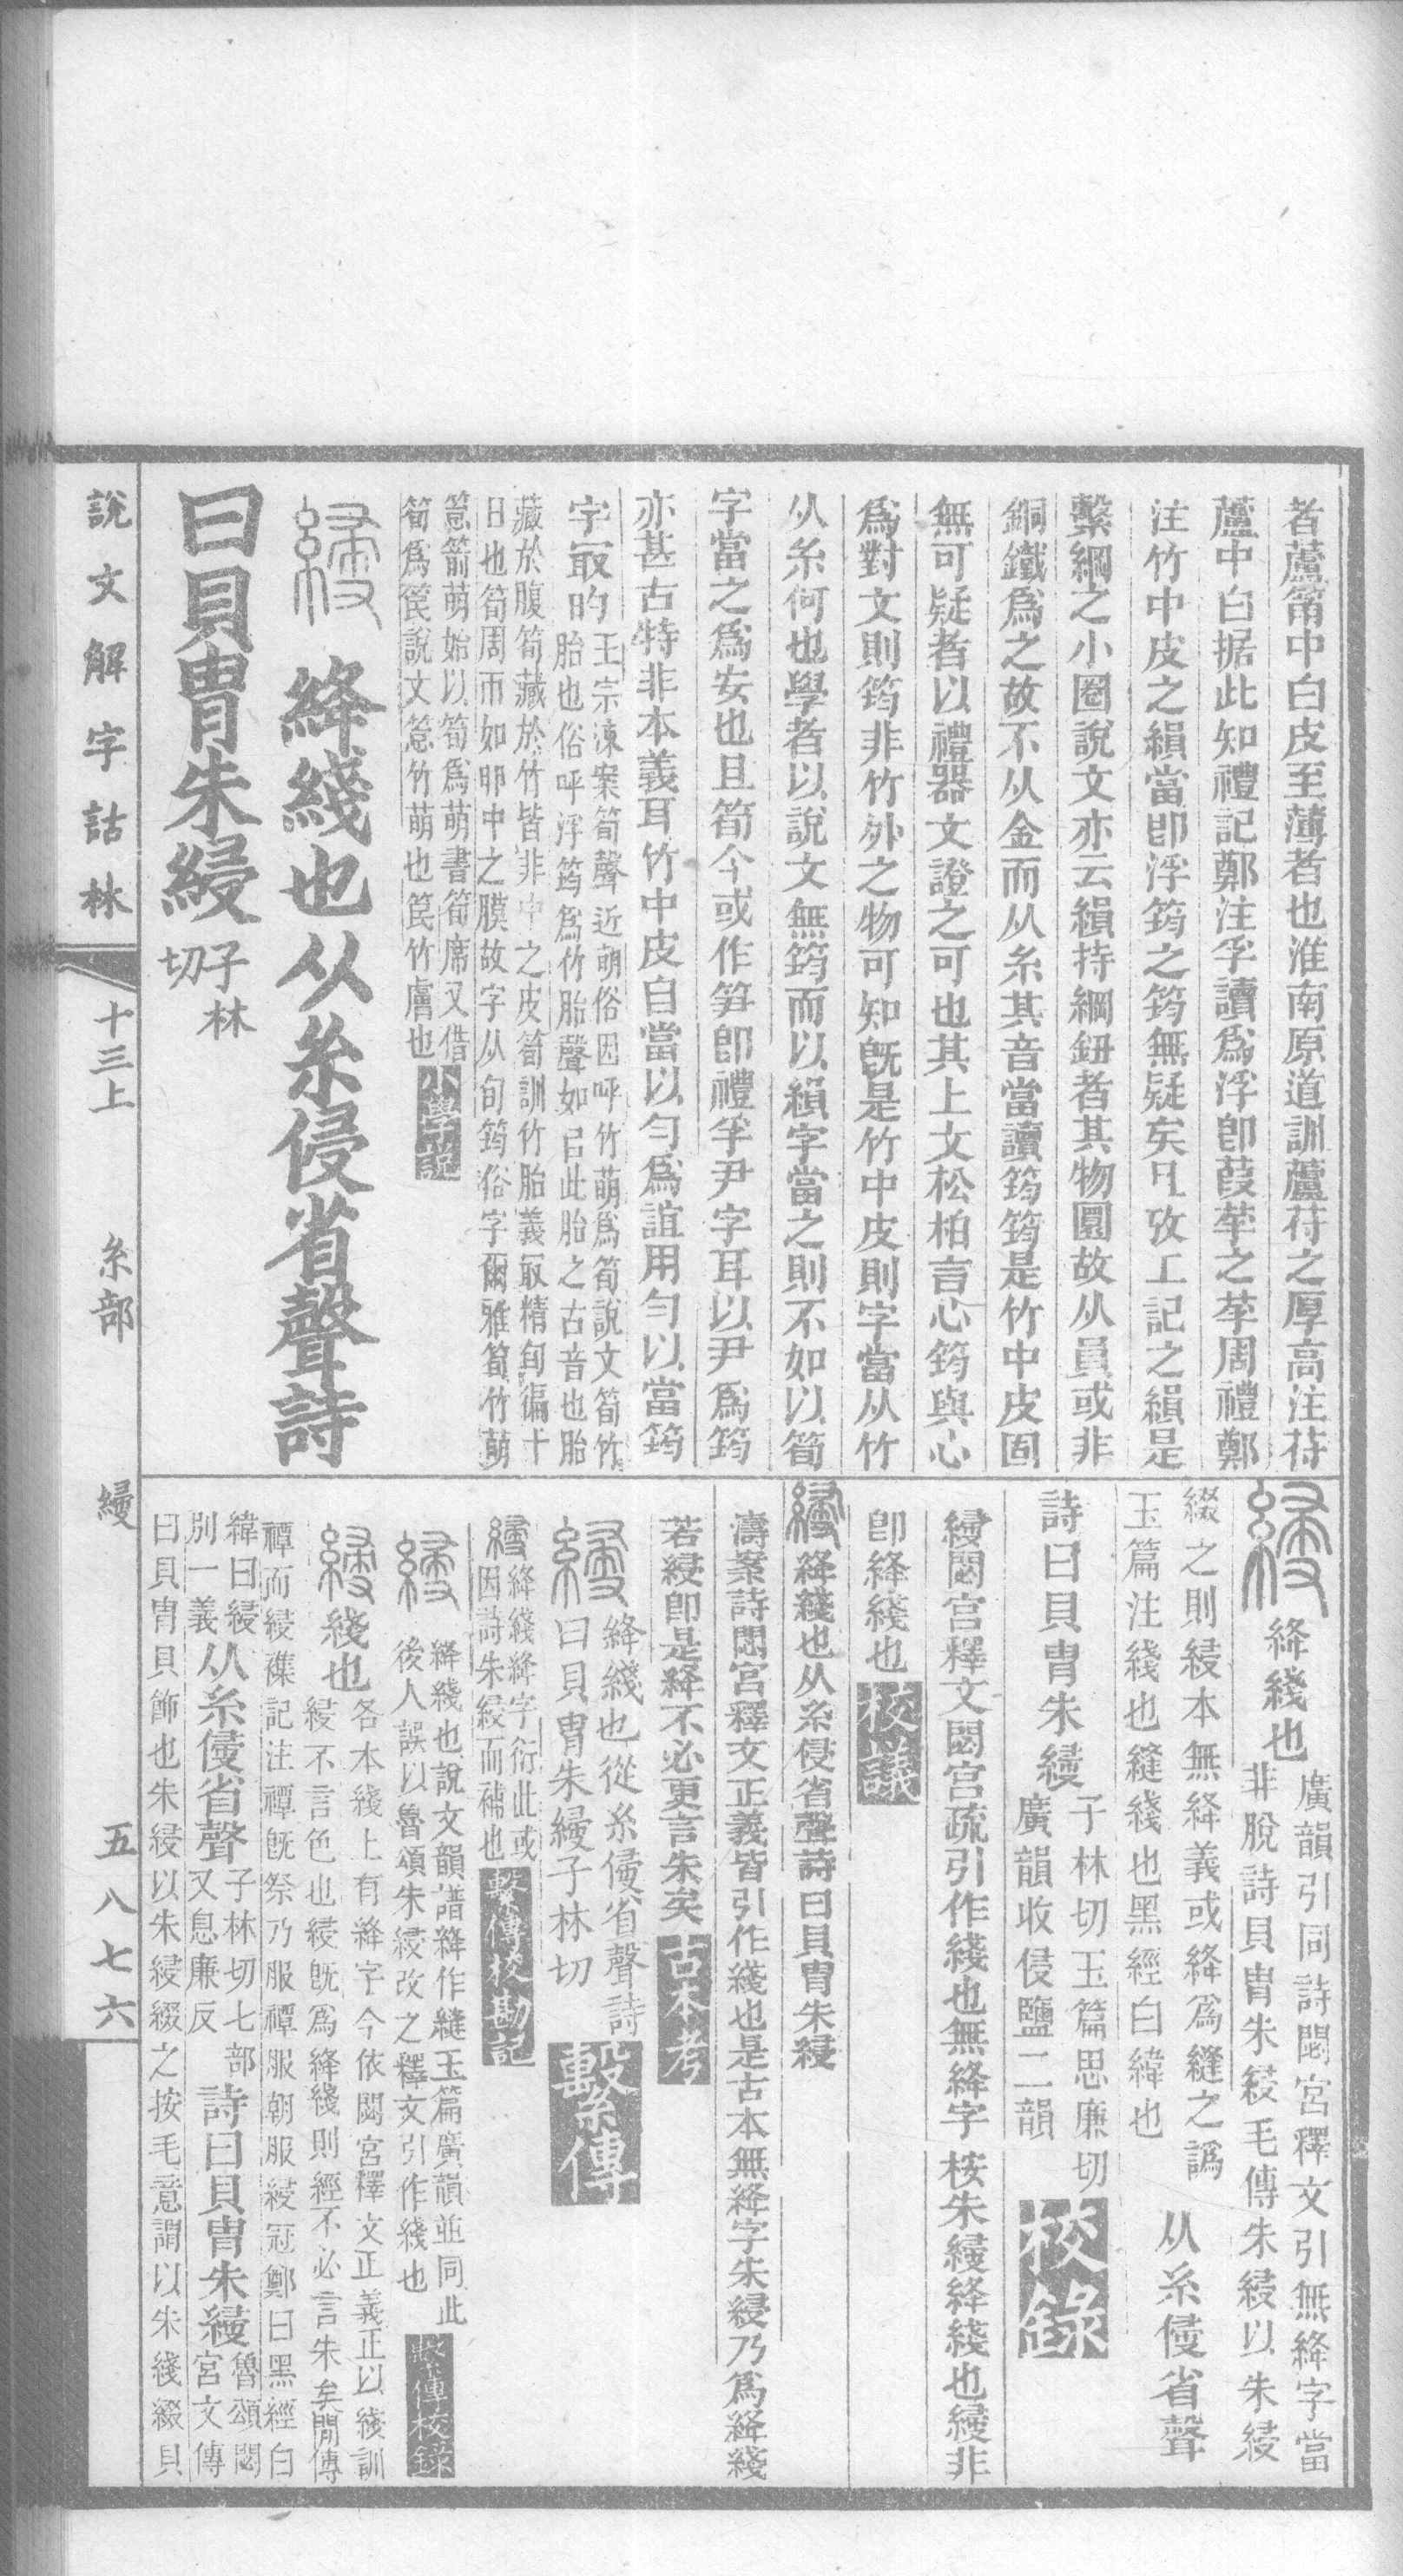 者蘆筩中白皮至薄者也淮南原道訓蘆苻之厚高注苻
蘆中白据此知禮記鄭注孚讀爲浮卽葭莩之莩周禮鄭
注竹中皮之縜當卽浮筠之筠無疑矣凡攷工記之縜是
繫綱之小圈說文亦云縜持綱鈕者其物圜故从員或非
銅鐵爲之故不从金而从糸其音當讀筠筠是竹中皮固
無可疑者以禮器文證之可也其上文松柏言心筠與心
爲對文則筠非竹外之物可知旣是竹中皮則字當从竹
从糸何也學者以說文無筠而以縜字當之則不如以筍
字當之爲安也且筍今或作笋卽禮孚尹字耳以尹爲筠
亦甚古特非本義耳竹中皮自當以勻爲誼用勻以當筠
字㝡旳
王宗涑案筍聲近萌俗因呼竹萌爲筍說文筍竹
胎也俗呼浮筠爲竹胎聲如㠯此胎之古音也胎
藏於腹筍藏於竹皆非中之皮筍訓竹胎義㝡精旬徧十
日也筍周帀如卵中之膜故字从旬筠俗字爾雅筍竹萌
箈箭萌始以筍爲萌書筍席又借
筍爲筤說文箈竹萌也筤竹膚也
小學說
綅 絳綫也从糸侵省聲詩
曰貝冑朱綅
子林
切
說文解字詁林
十三上 糸部 綅 五八七六
綅絳綫也
廣韻引同詩閟宮釋文引無絳字當
非脫詩貝冑朱綅毛傳朱綅以朱綅
綴之則綅本無絳義或絳爲縫之譌
玉篇注綫也縫綫也黑經白緯也
从糸侵省聲
詩曰貝冑朱綅
子林切玉篇思廉切
廣韻收侵鹽二韻
校錄
綅閟宮釋文閟宮疏引作綫也無絳字 桉朱綅絳綫也綅非
卽絳綫也
校議
綅絳綫也从糸侵省聲詩曰貝冑朱綅
濤案詩閟宮釋文正義皆引作綫也是古本無絳字朱綅乃爲絳綫
若綅卽是絳不必更言朱矣
古本考
綅
絳綫也從糸侵省聲詩
曰貝冑朱綅子林切
繫傳
綅
絳綫絳字衍此或
因詩朱綅而補也
繫傳校勘記
綅
絳綫也說文韻譜絳作縫玉篇廣韻並同此
後人誤以魯頌朱綅改之釋文引作綫也
繫傳校錄
綅綫也
各本綫上有絳字今依閟宮釋文正義正以綫訓
綅不言色也綅旣爲絳綫則經不必言朱矣閒傳
禫而綅襍記注禫旣祭乃服禫服朝服綅冠鄭曰黑經白
緯曰綅
別一義
从糸侵省聲
子林切七部
又息廉反
詩曰貝冑朱綅
魯頌閟
宮文傳
曰貝冑貝飾也朱綅以朱綅綴之按毛意謂以朱綫綴貝